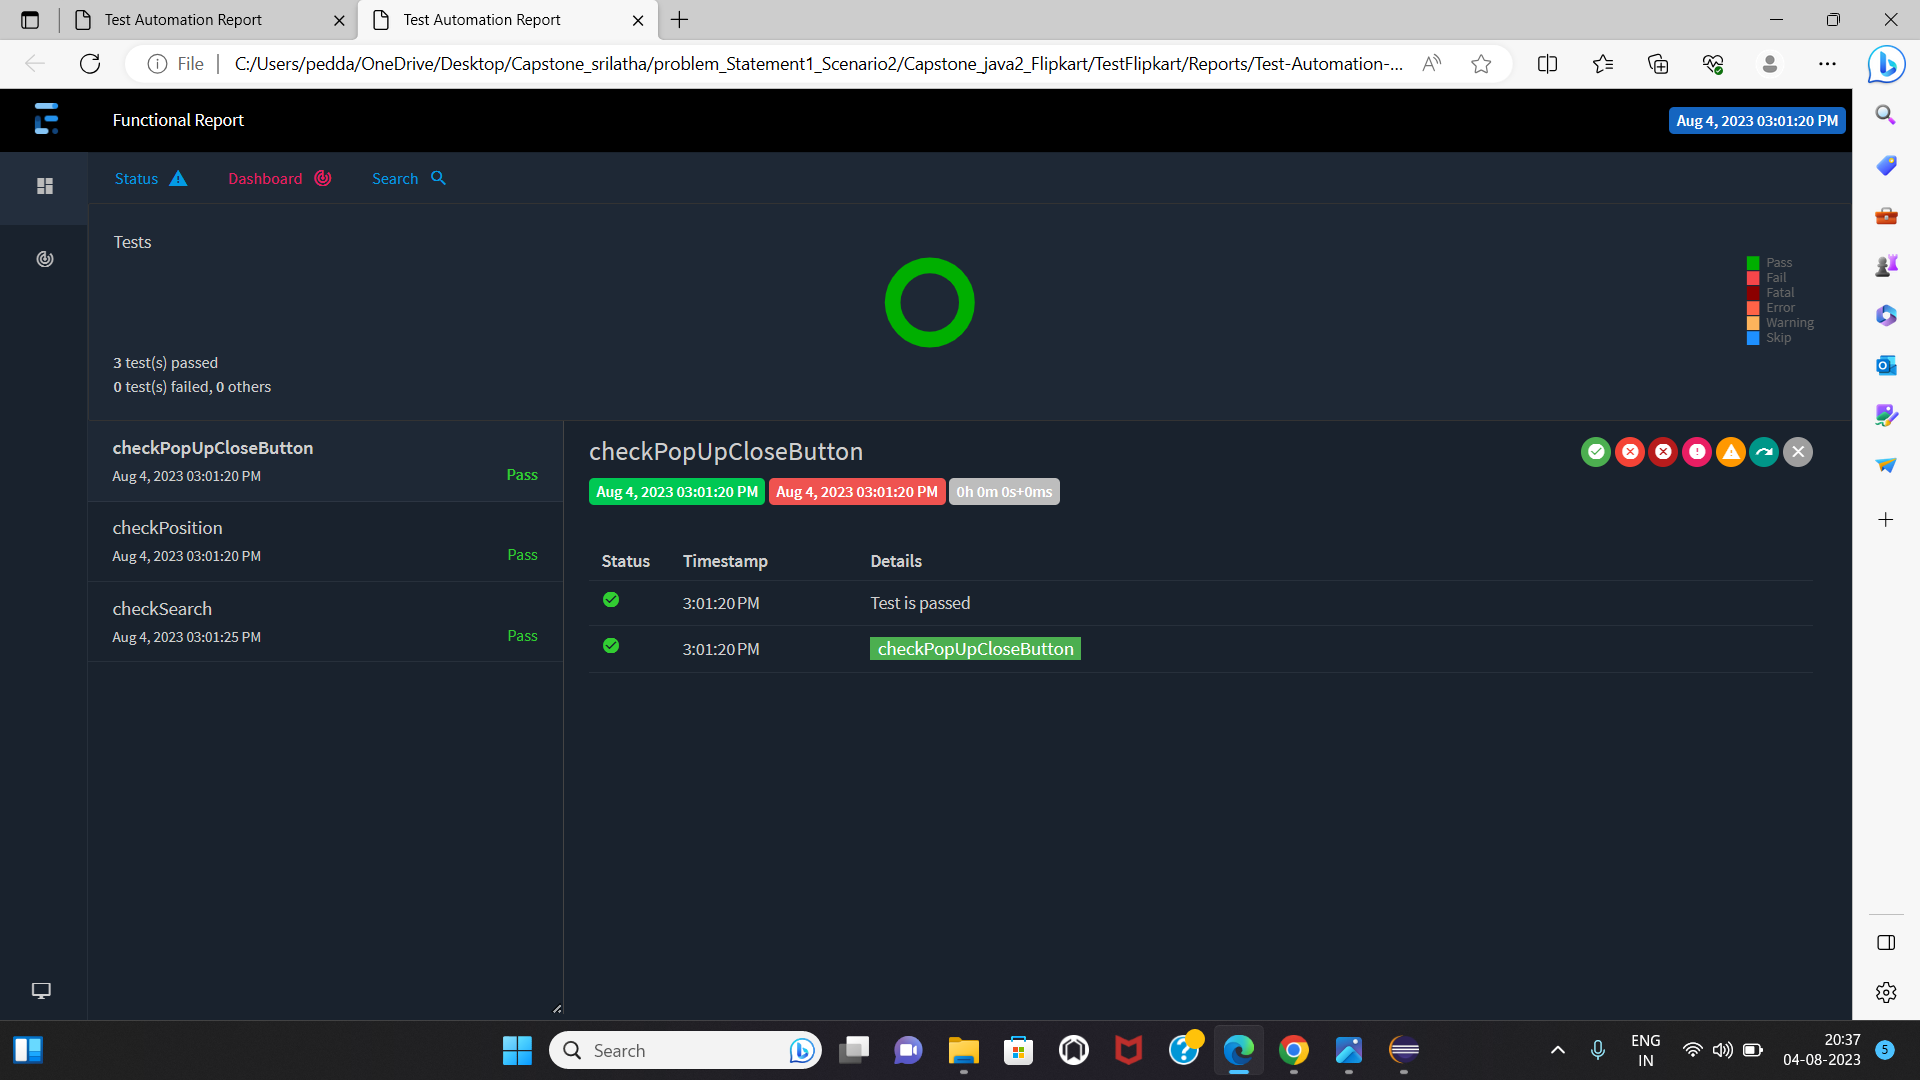 Test Automation Report
Test Automation Report
File
C:/Users/pedda/OneDrive/Desktop/Capstone_srilatha/problem_Statement1_Scenario2/Capstone_java2_Flipkart/TestFlipkart/Reports/Test-Automation-...
Functional Report
Aug 4, 2023 03:01:20 PM
Status
Dashboard
Search
Tests
Pass
Fail
Fatal
Error
Warning
Skip
3 test(s) passed
0 test(s) failed, 0 others
checkPopUpCloseButton
Aug 4, 2023 03:01:20 PM
Pass
checkPosition
Aug 4, 2023 03:01:20 PM
Pass
checkSearch
Aug 4, 2023 03:01:25 PM
Pass
checkPopUpCloseButton
Aug 4, 2023 03:01:20 PM Aug 4, 2023 03:01:20 PM 0h 0m 0s+0ms
Status Timestamp Details
3:01:20 PM Test is passed
3:01:20 PM checkPopUpCloseButton
Search
ENG
IN
20:37
04-08-2023
5